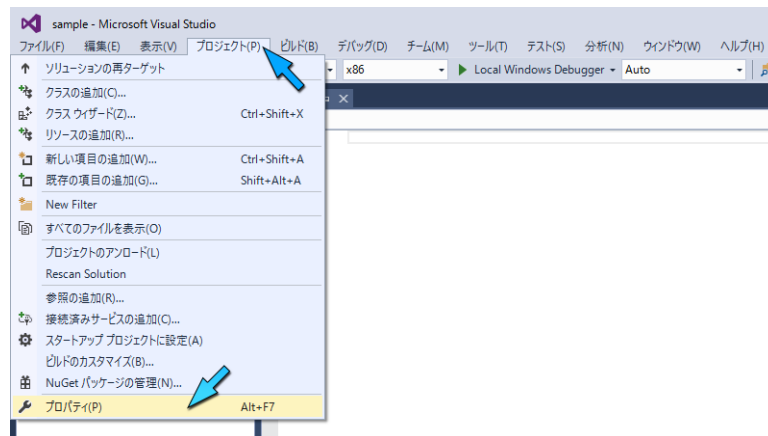 sample - Microsoft Visual Studio
ファイル(F) 編集(E) 表示(V) プロジェクト(P) ビルド(B) デバッグ(D) チーム(M) ツール(T) テスト(S) 分析(N) ウィンドウ(W) ヘルプ(H)
ソリューションの再ターゲット x86 Local Windows Debugger Auto
クラスの追加(C)...
クラス ウィザード(Z)... Ctrl+Shift+X
リソースの追加(R)...
新しい項目の追加(W)... Ctrl+Shift+A
既存の項目の追加(G)... Shift+Alt+A
New Filter
すべてのファイルを表示(O)
プロジェクトのアンロード(L)
Rescan Solution
参照の追加(R)...
接続済みサービスの追加(C)...
スタートアップ プロジェクトに設定(A)
ビルドのカスタマイズ(B)...
NuGet パッケージの管理(N)...
プロパティ(P) Alt+F7